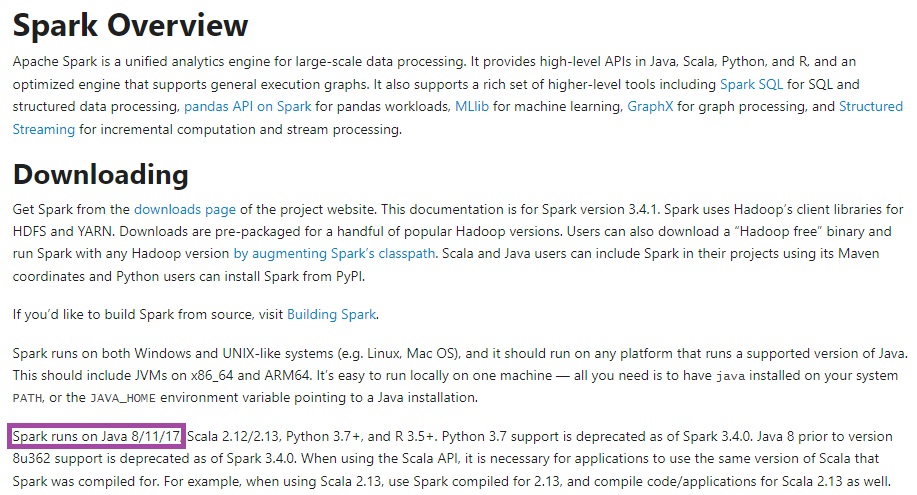 Spark Overview
Apache Spark is a unified analytics engine for large-scale data processing. It provides high-level APIs in Java, Scala, Python, and R, and an
optimized engine that supports general execution graphs. It also supports a rich set of higher-level tools including Spark SQL for SQL and
structured data processing, pandas API on Spark for pandas workloads, MLlib for machine learning, GraphX for graph processing, and Structured
Streaming for incremental computation and stream processing.
Downloading
Get Spark from the downloads page of the project website. This documentation is for Spark version 3.4.1. Spark uses Hadoop’s client libraries for
HDFS and YARN. Downloads are pre-packaged for a handful of popular Hadoop versions. Users can also download a “Hadoop free” binary and
run Spark with any Hadoop version by augmenting Spark’s classpath. Scala and Java users can include Spark in their projects using its Maven
coordinates and Python users can install Spark from PyPI.
If you’d like to build Spark from source, visit Building Spark.
Spark runs on both Windows and UNIX-like systems (e.g. Linux, Mac OS), and it should run on any platform that runs a supported version of Java.
This should include JVMs on x86_64 and ARM64. It’s easy to run locally on one machine — all you need is to have java installed on your system
PATH, or the JAVA_HOME environment variable pointing to a Java installation.
Spark runs on Java 8/11/17, Scala 2.12/2.13, Python 3.7+, and R 3.5+. Python 3.7 support is deprecated as of Spark 3.4.0. Java 8 prior to version
8u362 support is deprecated as of Spark 3.4.0. When using the Scala API, it is necessary for applications to use the same version of Scala that
Spark was compiled for. For example, when using Scala 2.13, use Spark compiled for 2.13, and compile code/applications for Scala 2.13 as well.